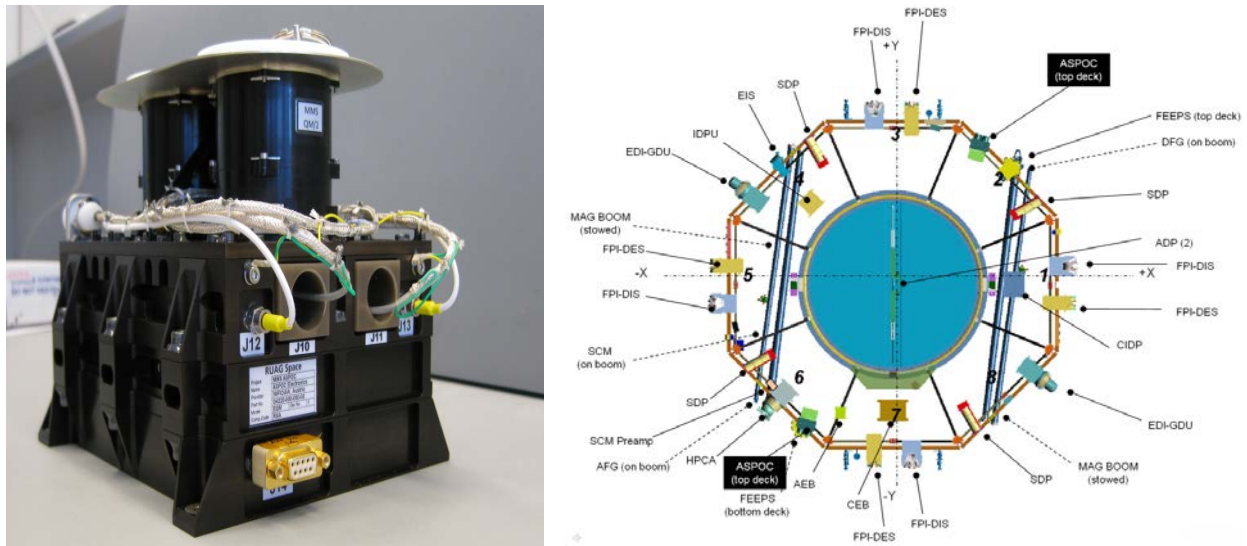 MMS
QM/2
J12
J10
J11
J13
RUAG Space
MMS ASPOC
ASPOC Electronics
J14
FPI-DES
FPI-DIS
+Y
ASPOC
(top deck)
SDP
EIS
FEEPS (top deck)
IDPU
DFG (on boom)
EDI-GDU
3
4
2
SDP
MAG BOOM
(stowed)
ADP (2)
FPI-DES
-X
5
1
+X
FPI-DIS
FPI-DIS
FPI-DES
SCM
(on boom)
CIDP
6
8
7
SDP
EDI-GDU
SCM Preamp
HPCA
AFG (on boom)
ASPOC
(top deck)
AEB
SDP
MAG BOOM
(stowed)
FEEPS
(bottom deck)
CEB
-Y
FPI-DES
FPI-DIS